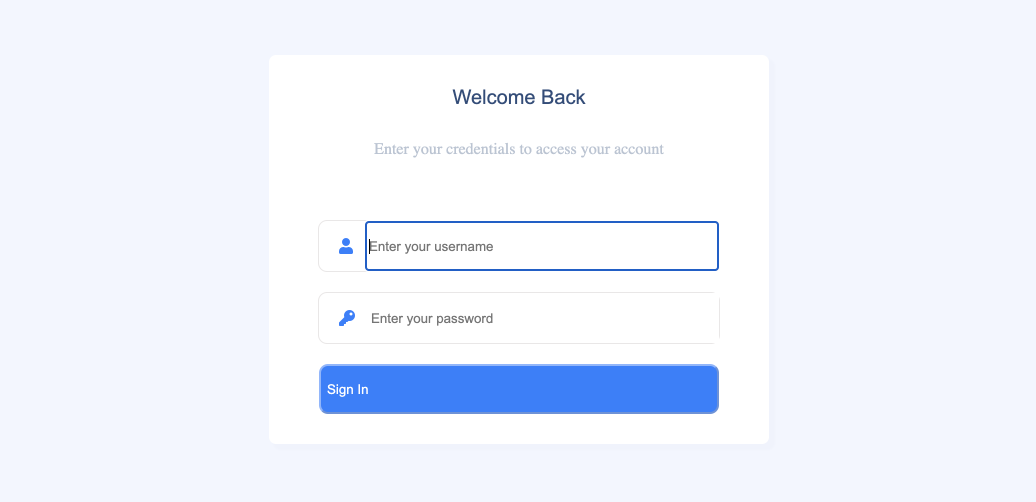 Welcome Back
Enter your credentials to access your account
Enter your username
Enter your password
Sign In